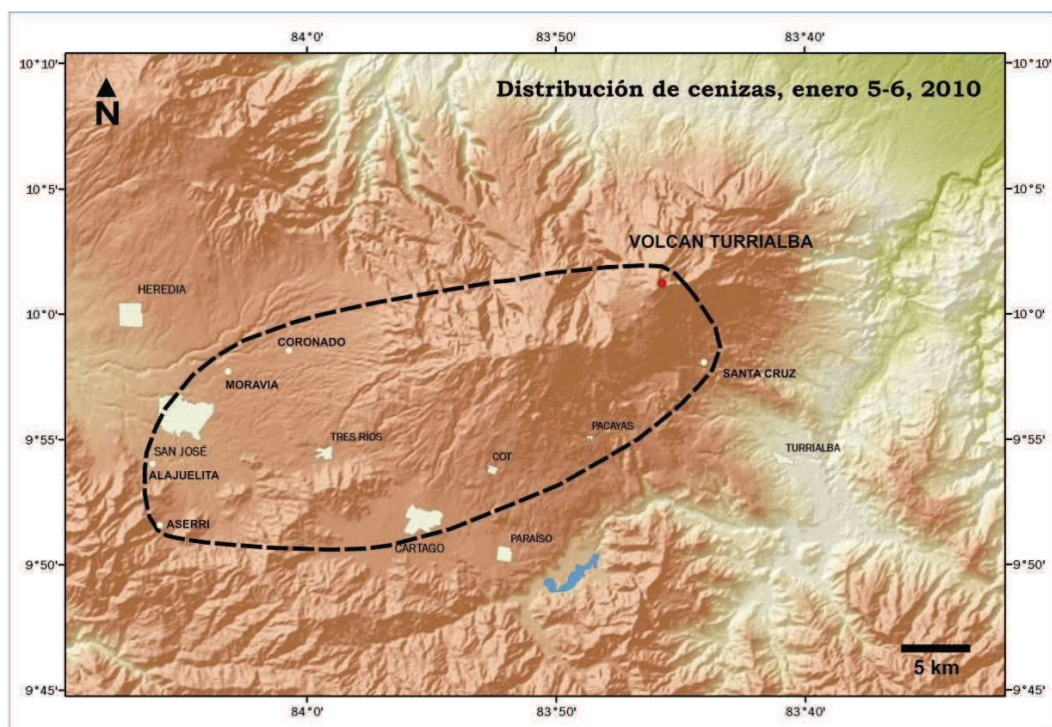 84°0'
83°50'
83°40'
10°10'
10°10'
Distribución de cenizas, enero 5-6, 2010
N
10°5'
10°5'
VOLCAN TURRIALBA
HEREDIA
10°0'
10°0'
CORONADO
MORAVIA
SANTA CRUZ
9°55'
9°55'
PACAYAS
TRES RÍOS
SAN JOSÉ
TURRIALBA
COT
ALAJUELITA
ASERRI
CARTAGO
PARAÍSO
9°50'
9°50'
5 km
9°45'
9°45'
84°0'
83°50'
83°40'